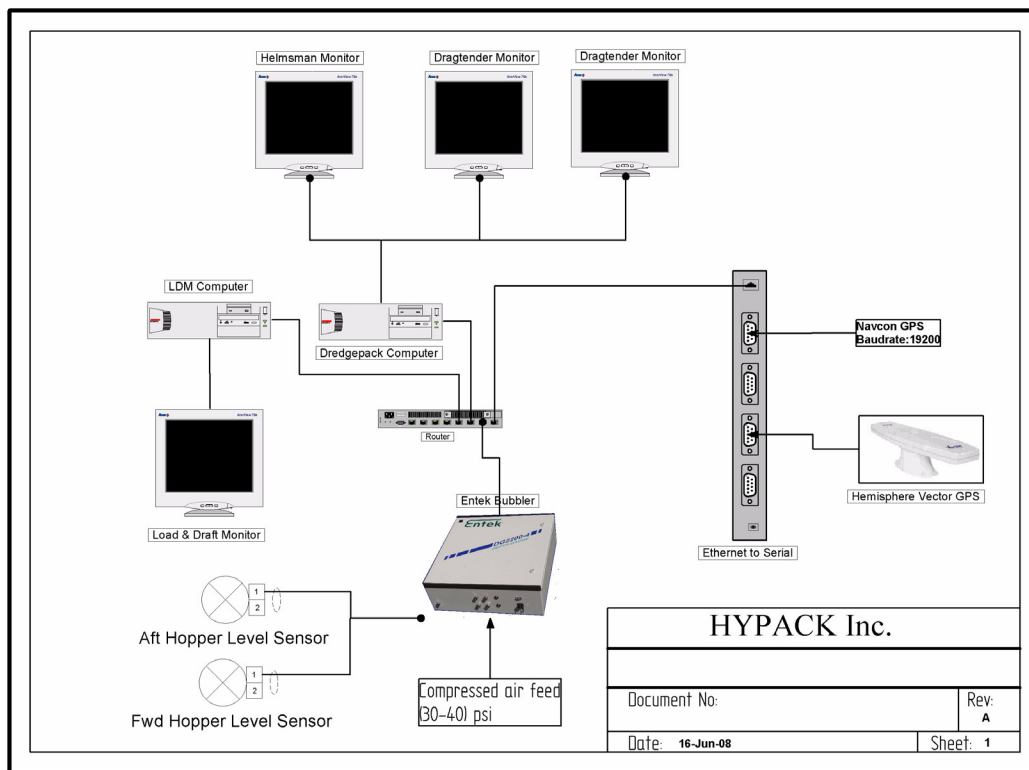 Helmsman Monitor
Dragtender Monitor
Dragtender Monitor
LDM Computer
Dredgepack Computer
Navcon GPS
Baudrate:19200
Router
Entek Bubbler
Hemisphere Vector GPS
Load & Draft Monitor
Entek
DG2200-4
Ethernet to Serial
1
2
Aft Hopper Level Sensor
1
2
Fwd Hopper Level Sensor
Compressed air feed
(30-40) psi
HYPACK Inc.
Document No:
Rev:
A
Date: 16-Jun-08
Sheet: 1